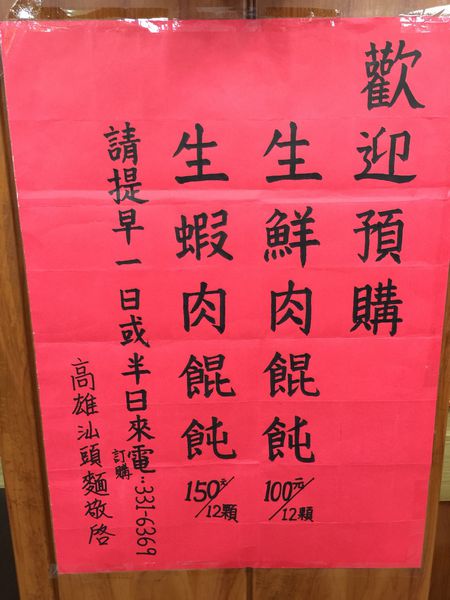 歡迎預購
生鮮肉餛飩100元/12顆
生蝦肉餛飩150元/12顆
請提早一日或半日來電訂購:331-6369
高雄汕頭麵敬啓